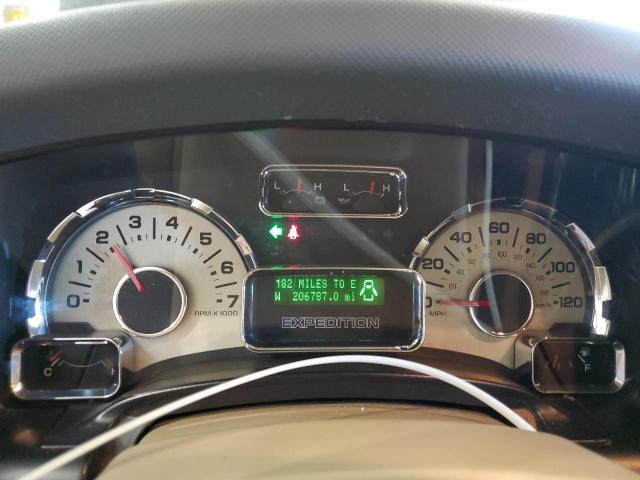 L H L H
0 1 2 3 4 5 6 7
RPM X 1000
182 MILES TO E
W 206787.0 mi
EXPEDITION
0 20 40 60 80 100 120
MPH
km/h
C
F